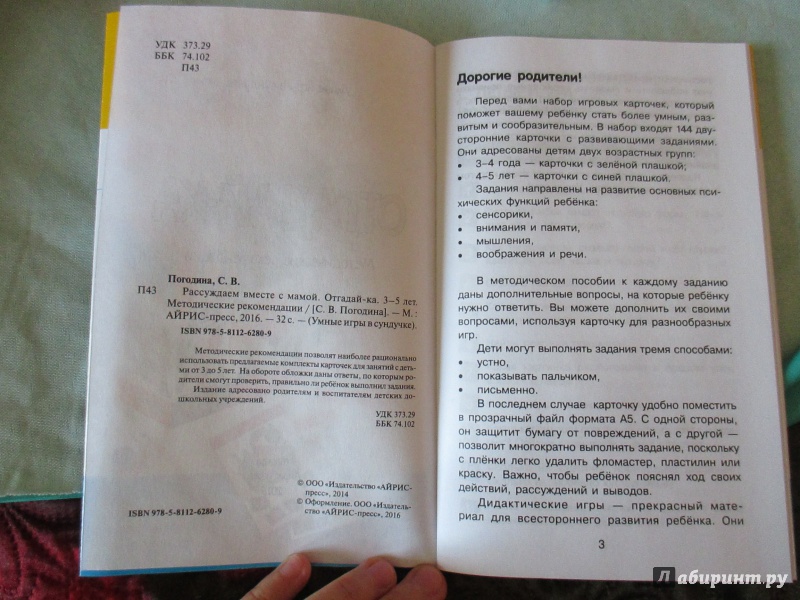 УДК 373.29
ББК 74.102
П43
Погодина, С. В.
П43 Рассуждаем вместе с мамой. Отгадай-ка. 3–5 лет.
Методические рекомендации / [С. В. Погодина]. — М. :
АЙРИС-пресс, 2016. — 32 с. — (Умные игры в сундучке).
ISBN 978-5-8112-6280-9
Методические рекомендации позволят наиболее рационально
использовать предлагаемые комплекты карточек для занятий с деть-
ми от 3 до 5 лет. На обороте обложки даны ответы, по которым ро-
дители смогут проверить, правильно ли ребёнок выполнил задания.
Издание адресовано родителям и воспитателям детских до-
школьных учреждений.
УДК 373.29
ББК 74.102
© ООО «Издательство «АЙРИС-
пресс», 2014
© Оформление. ООО «Издатель-
ство «АЙРИС-пресс», 2016
ISBN 978-5-8112-6280-9
Дорогие родители!
Перед вами набор игровых карточек, который
поможет вашему ребёнку стать более умным, раз-
витым и сообразительным. В набор входят 144 дву-
сторонние карточки с развивающими заданиями.
Они адресованы детям двух возрастных групп:
• 3–4 года — карточки с зелёной плашкой;
• 4–5 лет — карточки с синей плашкой.
Задания направлены на развитие основных пси-
хических функций ребёнка:
• сенсорики,
• внимания и памяти,
• мышления,
• воображения и речи.
В методическом пособии к каждому заданию
даны дополнительные вопросы, на которые ребёнку
нужно ответить. Вы можете дополнить их своими
вопросами, используя карточку для разнообразных
игр.
Дети могут выполнять задания тремя способами:
• устно,
• показывать пальчиком,
• письменно.
В последнем случае карточку удобно поместить
в прозрачный файл формата А5. С одной стороны,
он защитит бумагу от повреждений, а с другой —
позволит многократно выполнять задание, поскольку
с плёнки легко удалить фломастер, пластилин или
краску. Важно, чтобы ребёнок пояснял ход своих
действий, рассуждений и выводов.
Дидактические игры — прекрасный мате-
риал для всестороннего развития ребёнка. Они
3
Лабиринт.ру